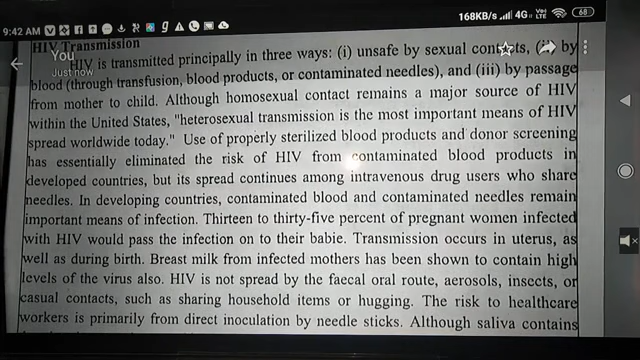 9:42 AM 168KB/s 4G Vo) LTE 68
HIV Transmission
You
HIV is transmitted principally in three ways: (i) unsafe by sexual contacts, (ii) by
Just now
blood (through transfusion, blood products, or contaminated needles), and (iii) by passage
from mother to child. Although homosexual contact remains a major source of HIV
within the United States, "heterosexual transmission is the most important means of HIV
spread worldwide today." Use of properly sterilized blood products and donor screening
has essentially eliminated the risk of HIV from contaminated blood products in
developed countries, but its spread continues among intravenous drug users who share
needles. In developing countries, contaminated blood and contaminated needles remain
important means of infection. Thirteen to thirty-five percent of pregnant women infected
with HIV would pass the infection on to their babie. Transmission occurs in uterus, as
well as during birth. Breast milk from infected mothers has been shown to contain high
levels of the virus also. HIV is not spread by the faecal oral route, aerosols, insects, or
casual contacts, such as sharing household items or hugging. The risk to healthcare
workers is primarily from direct inoculation by needle sticks. Although saliva contains